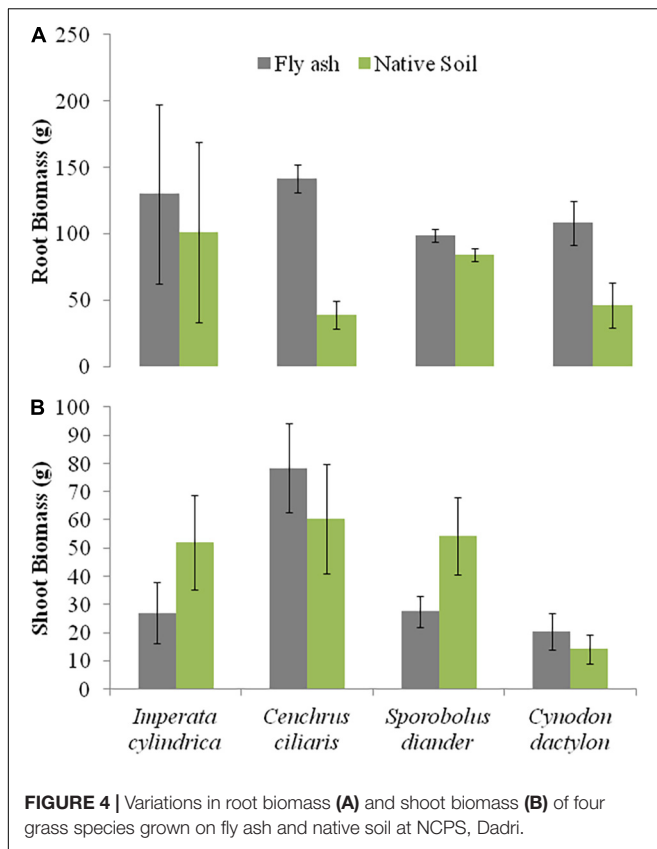 A
250
200
150
100
50
0
Root Biomass (g)
Fly ash
Native Soil
B
100
90
80
70
60
50
40
30
20
10
0
Shoot Biomass (g)
Imperata cylindrica
Cenchrus ciliaris
Sporobolus diander
Cynodon dactylon
FIGURE 4 | Variations in root biomass (A) and shoot biomass (B) of four
grass species grown on fly ash and native soil at NCPS, Dadri.